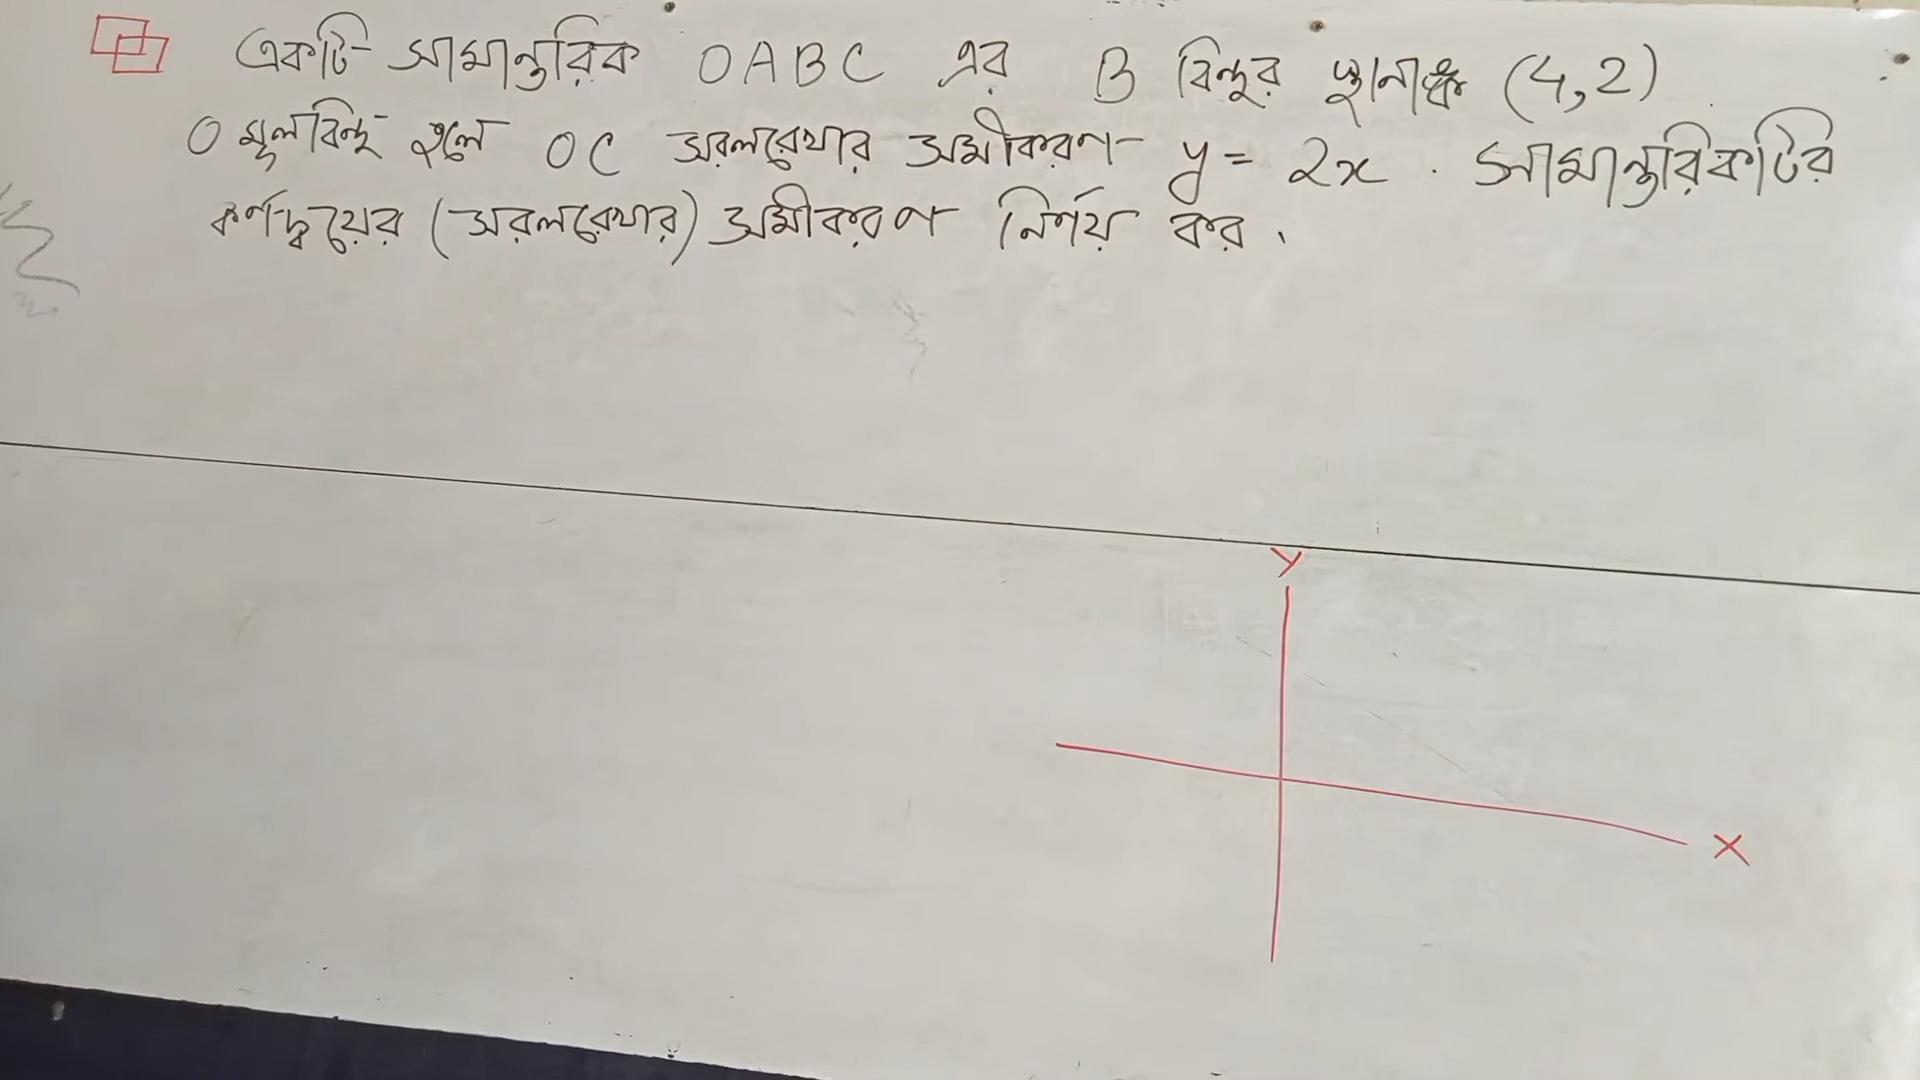 একটি সামান্তরিক OABC এর B বিন্দুর স্থানাঙ্ক (4,2)
O মূলবিন্দু হলে OC সরলরেখার সমীকরণ y = 2x . সামান্তরিকটির
কর্ণদ্বয়ের (সরলরেখার) সমীকরণ নির্ণয় কর .
Y
X